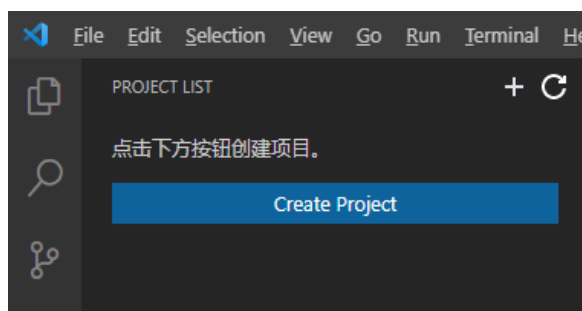 File Edit Selection View Go Run Terminal He
PROJECT LIST
点击下方按钮创建项目。
Create Project